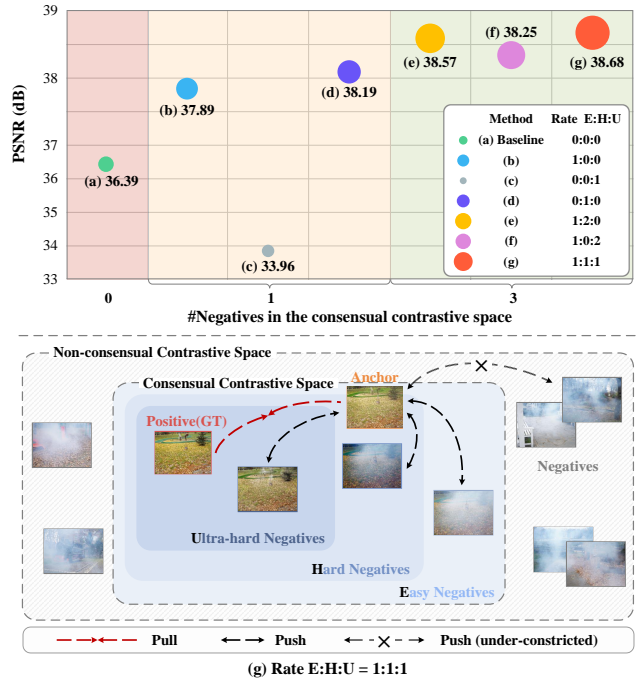 39
38
37
36
34
33
PSNR (dB)
(a) 36.39
(b) 37.89
(c) 33.96
(d) 38.19
(e) 38.57
(f) 38.25
(g) 38.68
Method Rate E:H:U
(a) Baseline 0:0:0
(b) 1:0:0
(c) 0:0:1
(d) 0:1:0
(e) 1:2:0
(f) 1:0:2
(g) 1:1:1
0 1 3
#Negatives in the consensual contrastive space
Non-consensual Contrastive Space
Consensual Contrastive Space
Anchor
Positive(GT)
Negatives
Ultra-hard Negatives
Hard Negatives
Easy Negatives
Pull Push Push (under-constricted)
(g) Rate E:H:U = 1:1:1